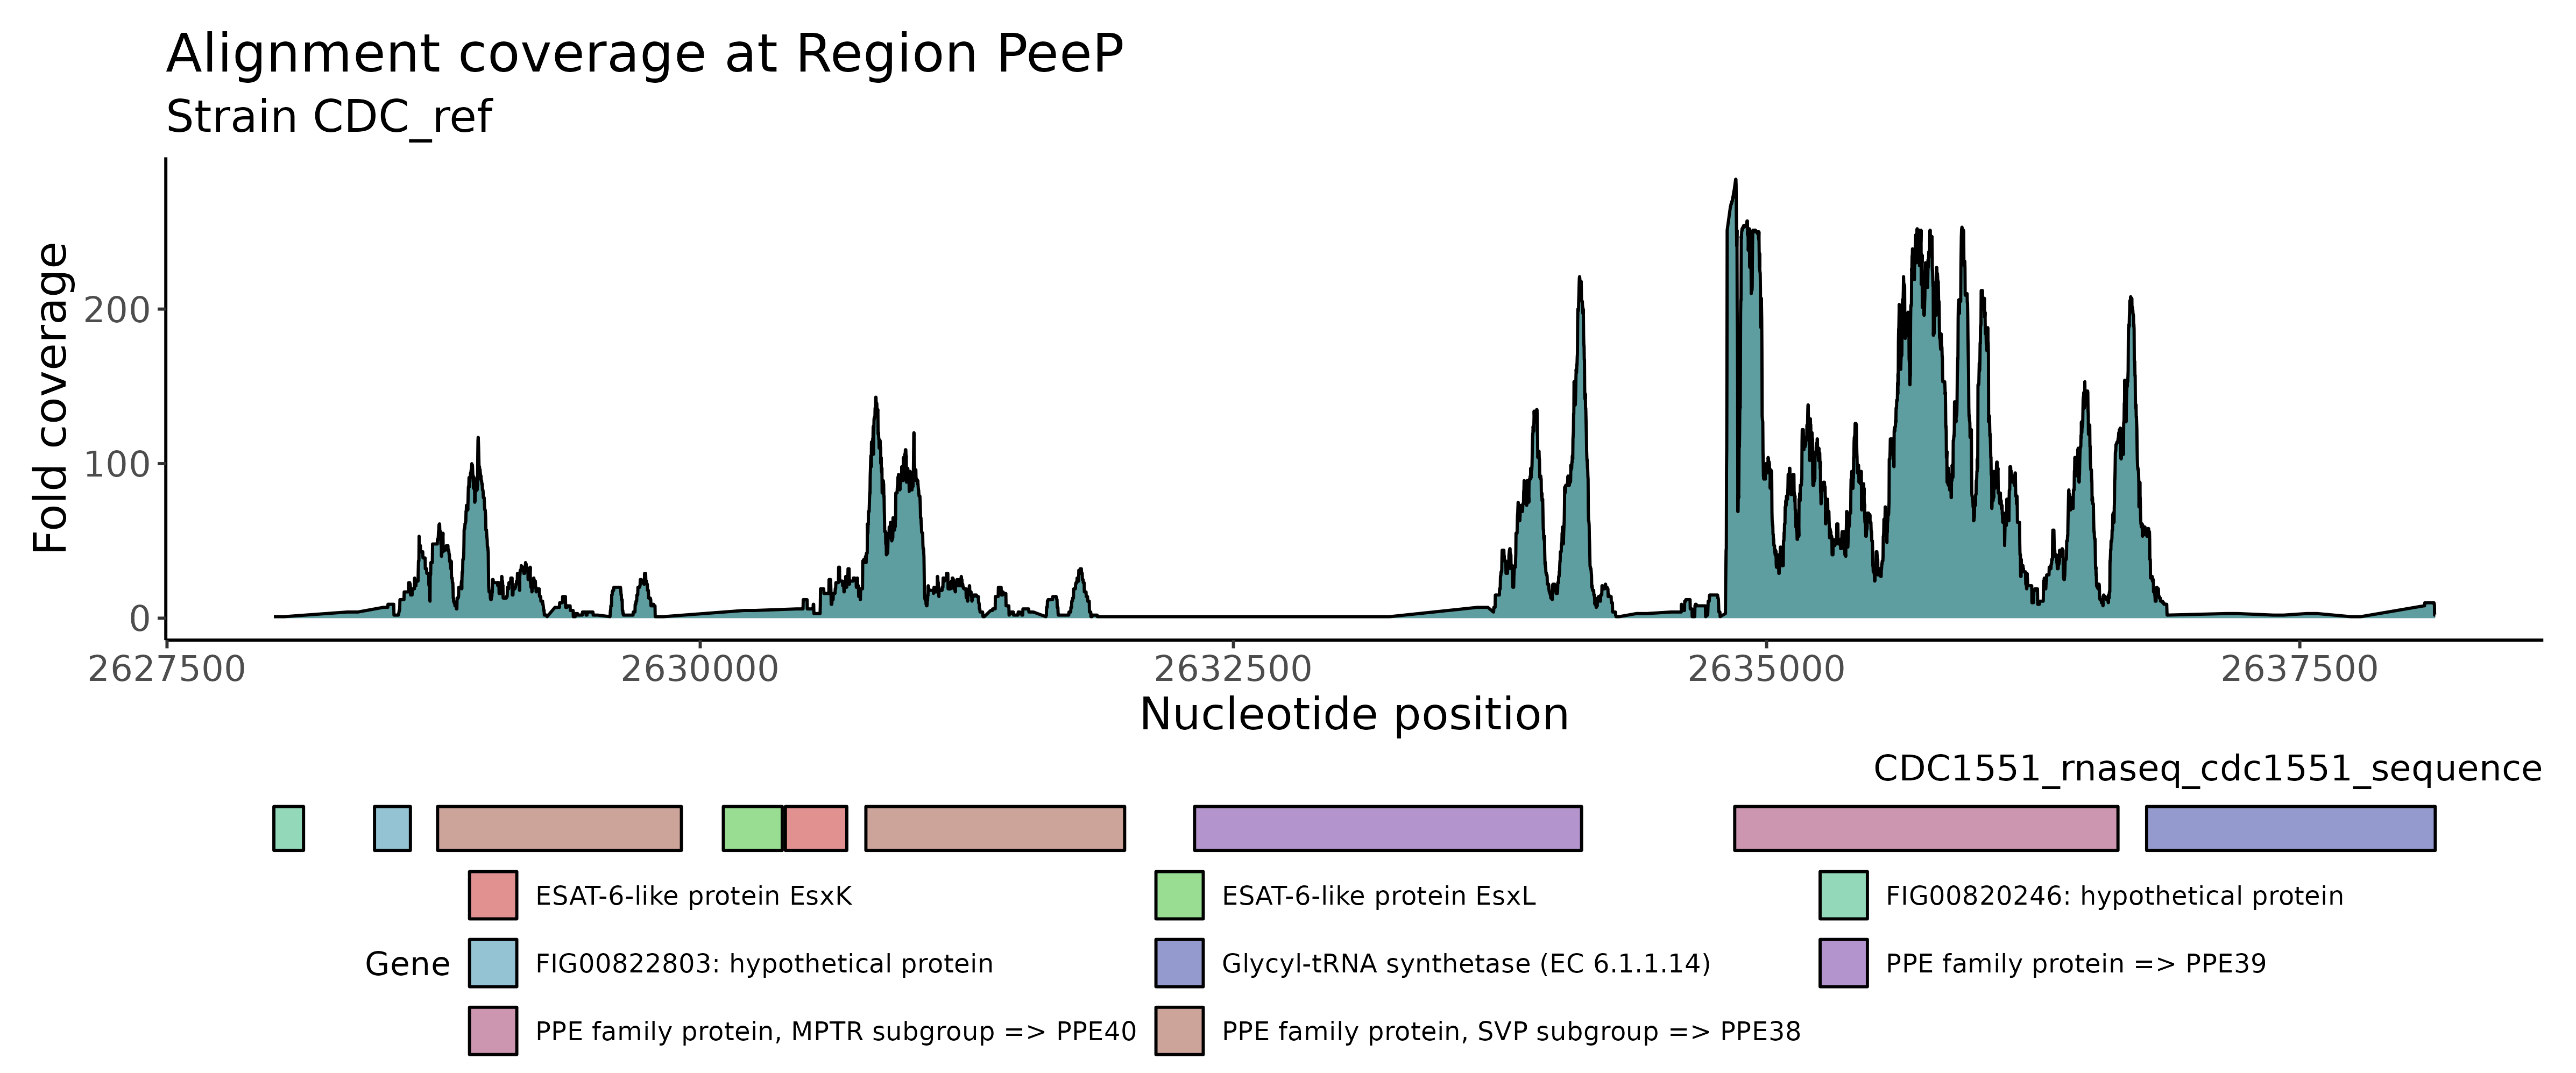 Alignment coverage at Region PeeP
Strain CDC_ref
Fold coverage
200
100
0
2627500 2630000 2632500 2635000 2637500
Nucleotide position
CDC1551_rnaseq_cdc1551_sequence
Gene
ESAT-6-like protein EsxK
ESAT-6-like protein EsxL
FIG00820246: hypothetical protein
FIG00822803: hypothetical protein
Glycyl-tRNA synthetase (EC 6.1.1.14)
PPE family protein => PPE39
PPE family protein, MPTR subgroup => PPE40
PPE family protein, SVP subgroup => PPE38